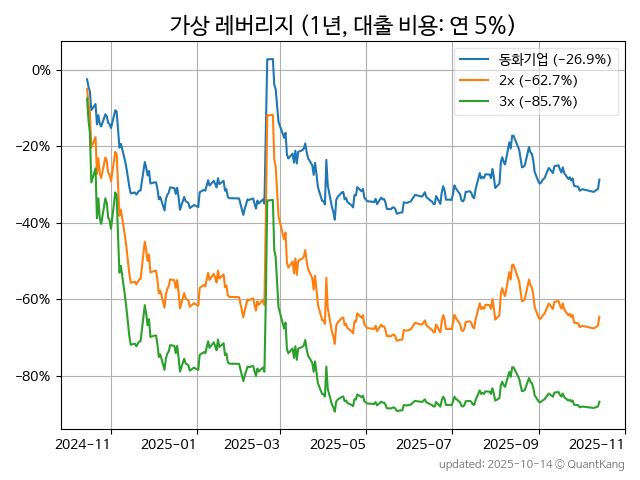 가상 레버리지 (1년, 대출 비용: 연 5%)
동화기업 (−26.9%)
2x (−62.7%)
3x (−85.7%)
0%
−20%
−40%
−60%
−80%
2024−11 2025−01 2025−03 2025−05 2025−07 2025−09 2025−11
updated: 2025-10-14 © QuantKang